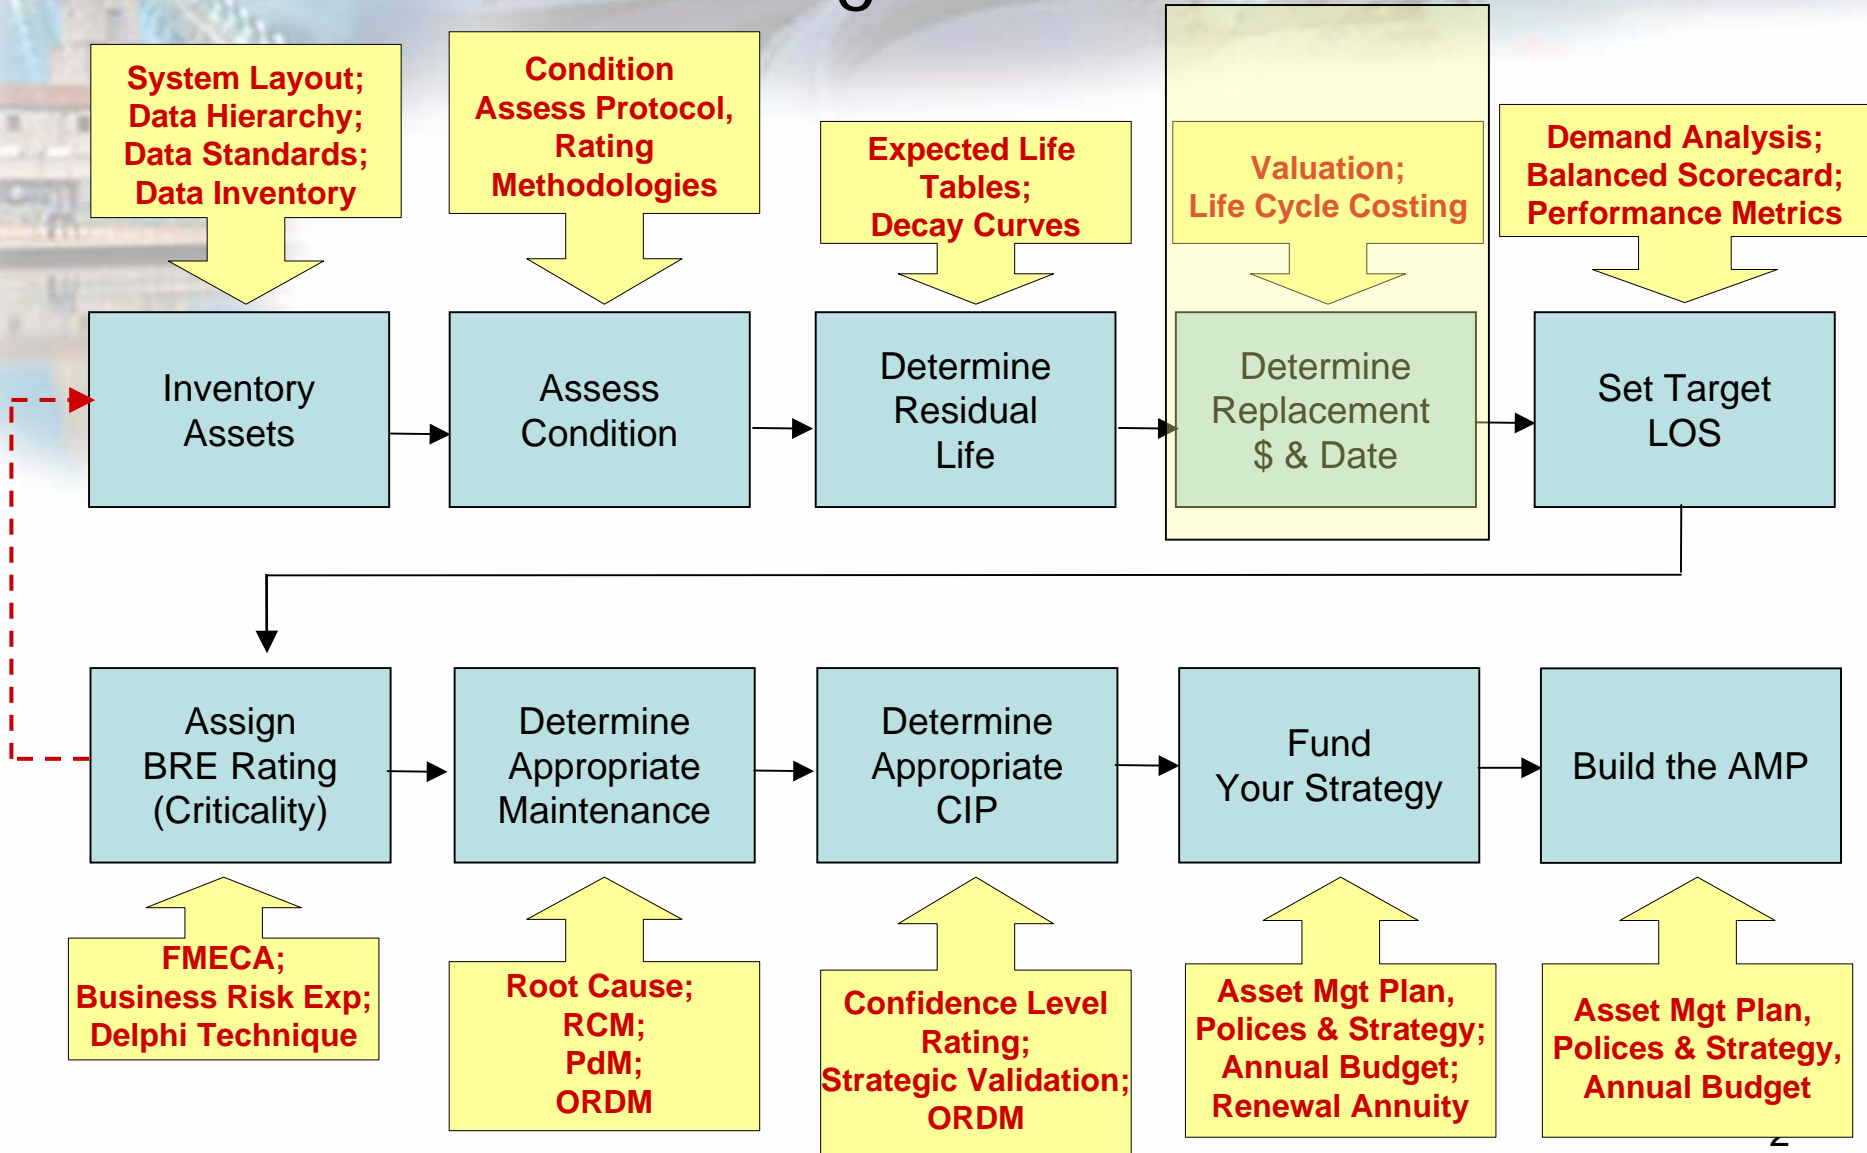 System Layout;
Data Hierarchy;
Data Standards;
Data Inventory
Condition
Assess Protocol,
Rating
Methodologies
Expected Life
Tables;
Decay Curves
Valuation;
Life Cycle Costing
Demand Analysis;
Balanced Scorecard;
Performance Metrics
Inventory
Assets
Assess
Condition
Determine
Residual
Life
Determine
Replacement
$ & Date
Set Target
LOS
Assign
BRE Rating
(Criticality)
Determine
Appropriate
Maintenance
Determine
Appropriate
CIP
Fund
Your Strategy
Build the AMP
FMECA;
Business Risk Exp;
Delphi Technique
Root Cause;
RCM;
PdM;
ORDM
Confidence Level
Rating;
Strategic Validation;
ORDM
Asset Mgt Plan,
Polices & Strategy;
Annual Budget;
Renewal Annuity
Asset Mgt Plan,
Polices & Strategy,
Annual Budget